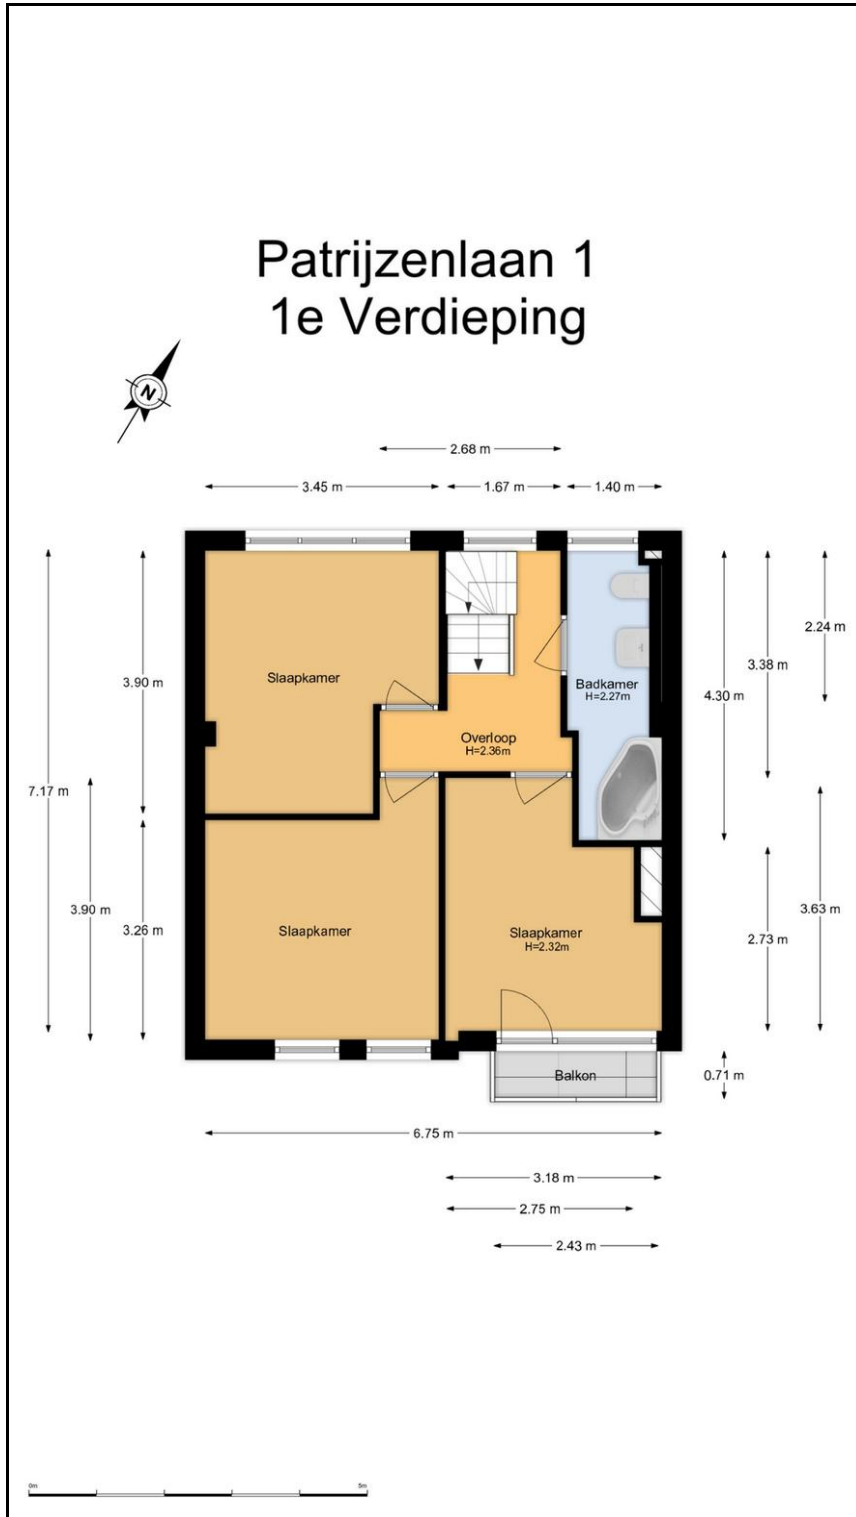 Patrijzenlaan 1
1e Verdieping
N
2.68 m
3.45 m
1.67 m
1.40 m
2.24 m
3.38 m
3.90 m
4.30 m
Slaapkamer
Badkamer
H=2.27m
Overloop
H=2.36m
7.17 m
3.90 m
3.26 m
Slaapkamer
Slaapkamer
H=2.32m
3.63 m
2.73 m
Balkon
0.71 m
6.75 m
3.18 m
2.75 m
2.43 m
0m
5m